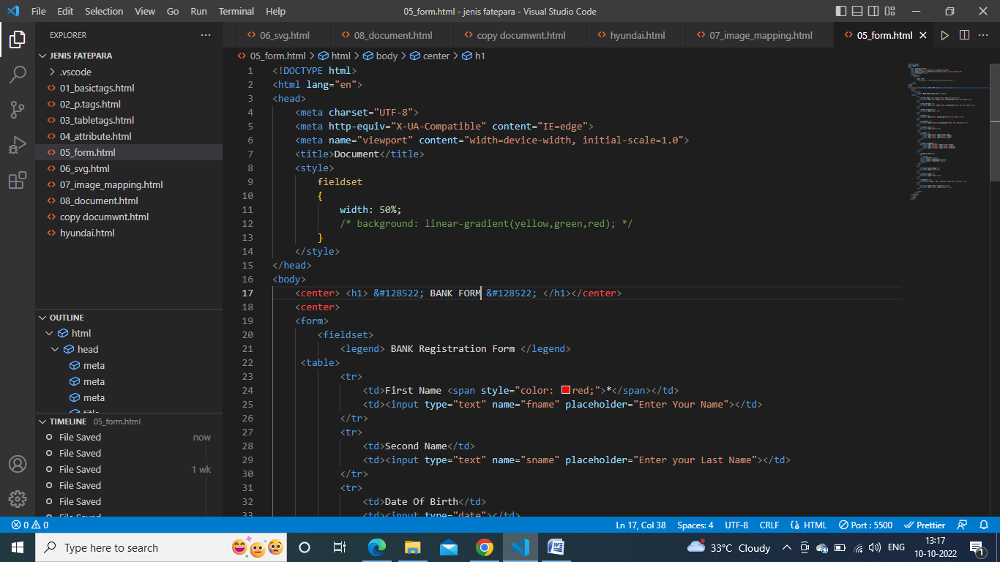 File Edit Selection View Go Run Terminal Help
05_form.html - jenis fatepara - Visual Studio Code
EXPLORER
JENIS FATEPARA
.vscode
01_basictags.html
02_p.tags.html
03_tabletags.html
04_attribute.html
05_form.html
06_svg.html
07_image_mapping.html
08_document.html
copy documwnt.html
hyundai.html
OUTLINE
html
head
meta
meta
meta
title
TIMELINE 05_form.html
File Saved now
File Saved
File Saved 1 wk
File Saved
File Saved
File Saved
06_svg.html 08_document.html copy documwnt.html hyundai.html 07_image_mapping.html 05_form.html
05_form.html > html > body > center > h1
1 <!DOCTYPE html>
2 <html lang="en">
3 <head>
4 <meta charset="UTF-8">
5 <meta http-equiv="X-UA-Compatible" content="IE=edge">
6 <meta name="viewport" content="width=device-width, initial-scale=1.0">
7 <title>Document</title>
8 <style>
9 fieldset
10 {
11 width: 50%;
12 /* background: linear-gradient(yellow,green,red); */
13 }
14 </style>
15 </head>
16 <body>
17 <center> <h1> &#128522; BANK FORM &#128522; </h1></center>
18 <center>
19 <form>
20 <fieldset>
21 <legend> BANK Registration Form </legend>
22 <table>
23 <tr>
24 <td>First Name <span style="color: red;">*</span></td>
25 <td><input type="text" name="fname" placeholder="Enter Your Name"></td>
26 </tr>
27 <tr>
28 <td>Second Name</td>
29 <td><input type="text" name="sname" placeholder="Enter your Last Name"></td>
30 </tr>
31 <tr>
32 <td>Date Of Birth</td>
33 <td><input type="date"></td>
0 0
Ln 17, Col 38 Spaces: 4 UTF-8 CRLF HTML Port : 5500 Prettier
Type here to search
33°C Cloudy
ENG
13:17
10-10-2022
1